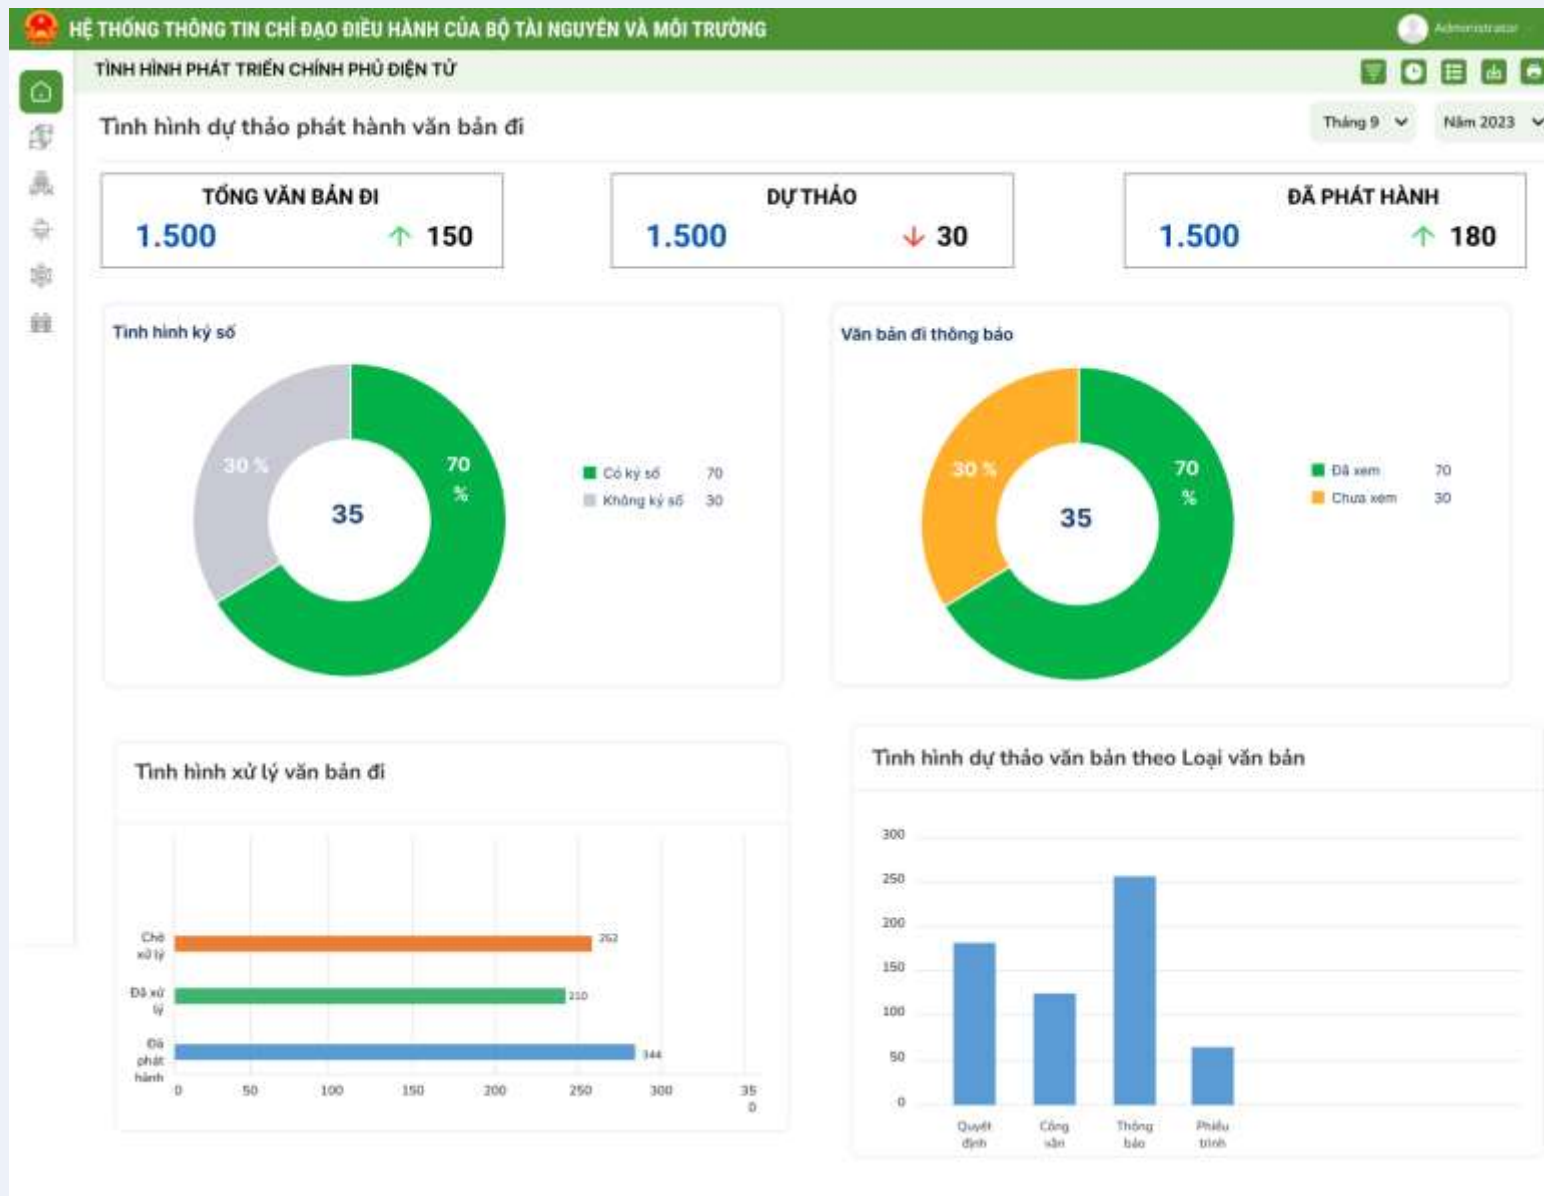 HỆ THỐNG THÔNG TIN CHỈ ĐẠO ĐIỀU HÀNH CỦA BỘ TÀI NGUYÊN VÀ MÔI TRƯỜNG
Administrator
TÌNH HÌNH PHÁT TRIỂN CHÍNH PHỦ ĐIỆN TỬ
Tình hình dự thảo phát hành văn bản đi
Tháng 9
Năm 2023
TỔNG VĂN BẢN ĐI
1.500
150
DỰ THẢO
1.500
30
ĐÃ PHÁT HÀNH
1.500
180
Tình hình ký số
30 %
70
%
35
Có ký số 70
Không ký số 30
Văn bản đi thông báo
30 %
70
%
35
Đã xem 70
Chưa xem 30
Tình hình xử lý văn bản đi
Chờ
xử lý
262
Đã xử
lý
210
Đã
phát
hành
344
0 50 100 150 200 250 300 35
0
Tình hình dự thảo văn bản theo Loại văn bản
300
250
200
150
100
50
0
Quyết
định
Công
văn
Thông
báo
Phiếu
trình